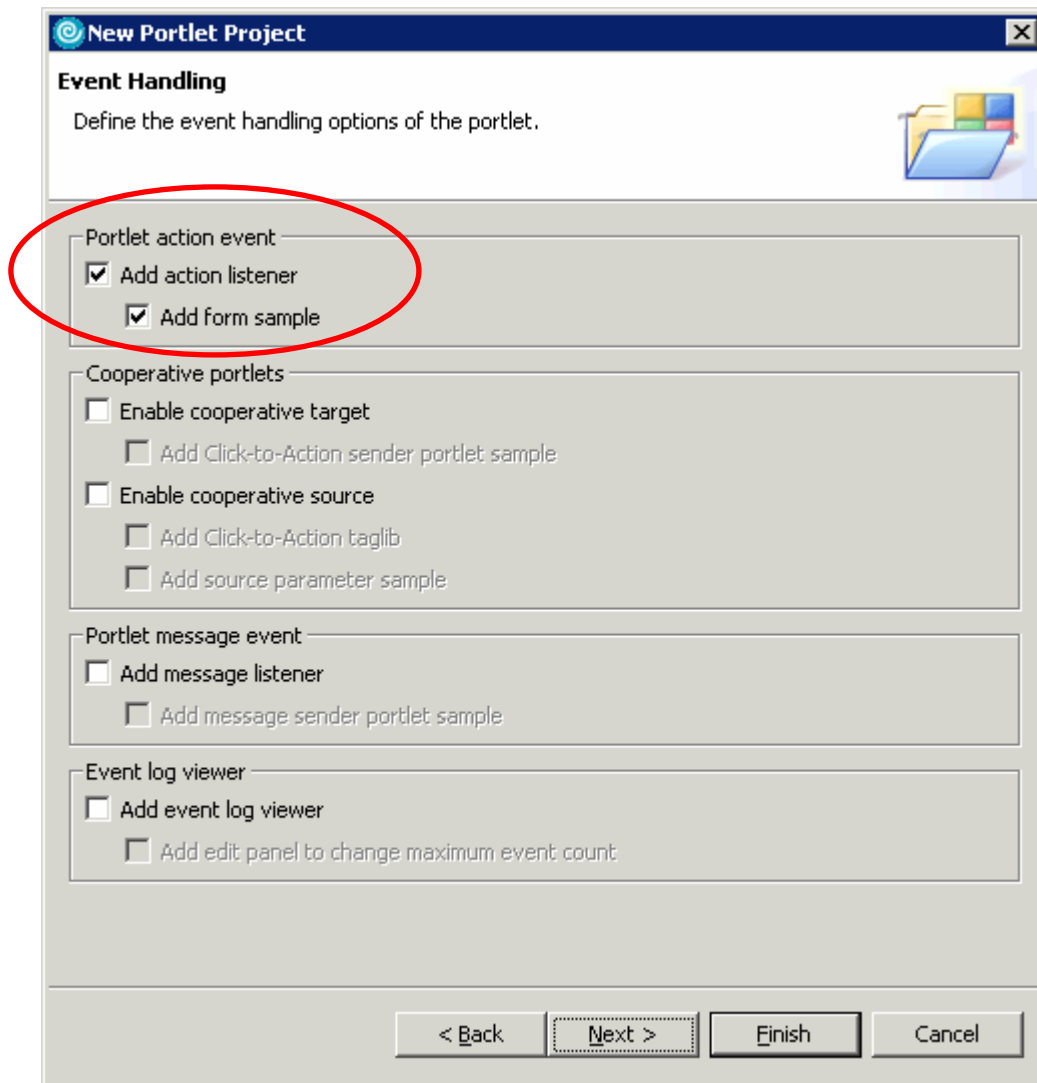 New Portlet Project
Event Handling
Define the event handling options of the portlet.
Portlet action event
Add action listener
Add form sample
Cooperative portlets
Enable cooperative target
Add Click-to-Action sender portlet sample
Enable cooperative source
Add Click-to-Action taglib
Add source parameter sample
Portlet message event
Add message listener
Add message sender portlet sample
Event log viewer
Add event log viewer
Add edit panel to change maximum event count
< Back Next > Finish Cancel